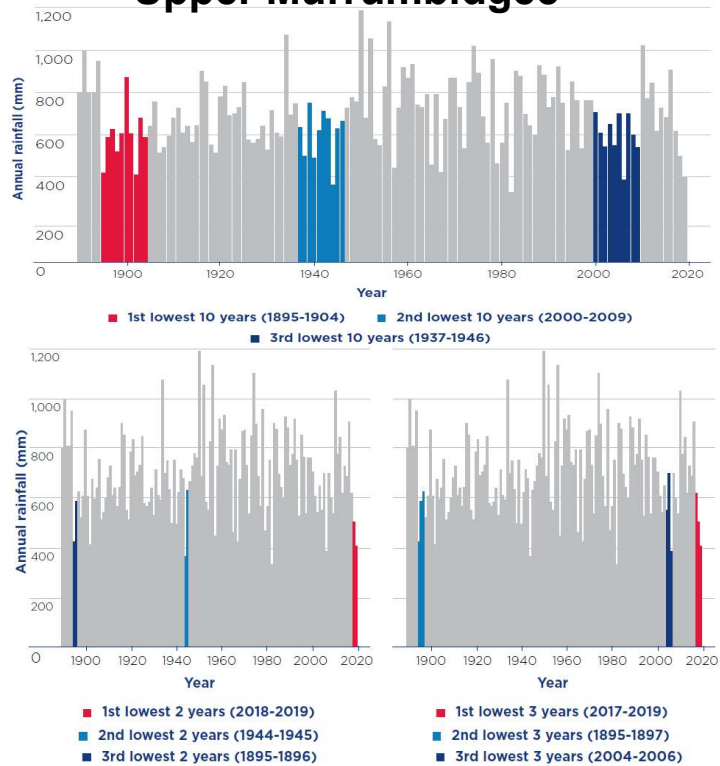 Upper Murrumbidgee
Annual rainfall (mm)
1,200
1,000
800
600
400
200
0
1900 1920 1940 1960 1980 2000 2020
Year
1st lowest 10 years (1895-1904) 2nd lowest 10 years (2000-2009)
3rd lowest 10 years (1937-1946)
Annual rainfall (mm)
1,200
1,000
800
600
400
200
0
1900 1920 1940 1960 1980 2000 2020
Year
1st lowest 2 years (2018-2019)
2nd lowest 2 years (1944-1945)
3rd lowest 2 years (1895-1896)
1900 1920 1940 1960 1980 2000 2020
Year
1st lowest 3 years (2017-2019)
2nd lowest 3 years (1895-1897)
3rd lowest 3 years (2004-2006)